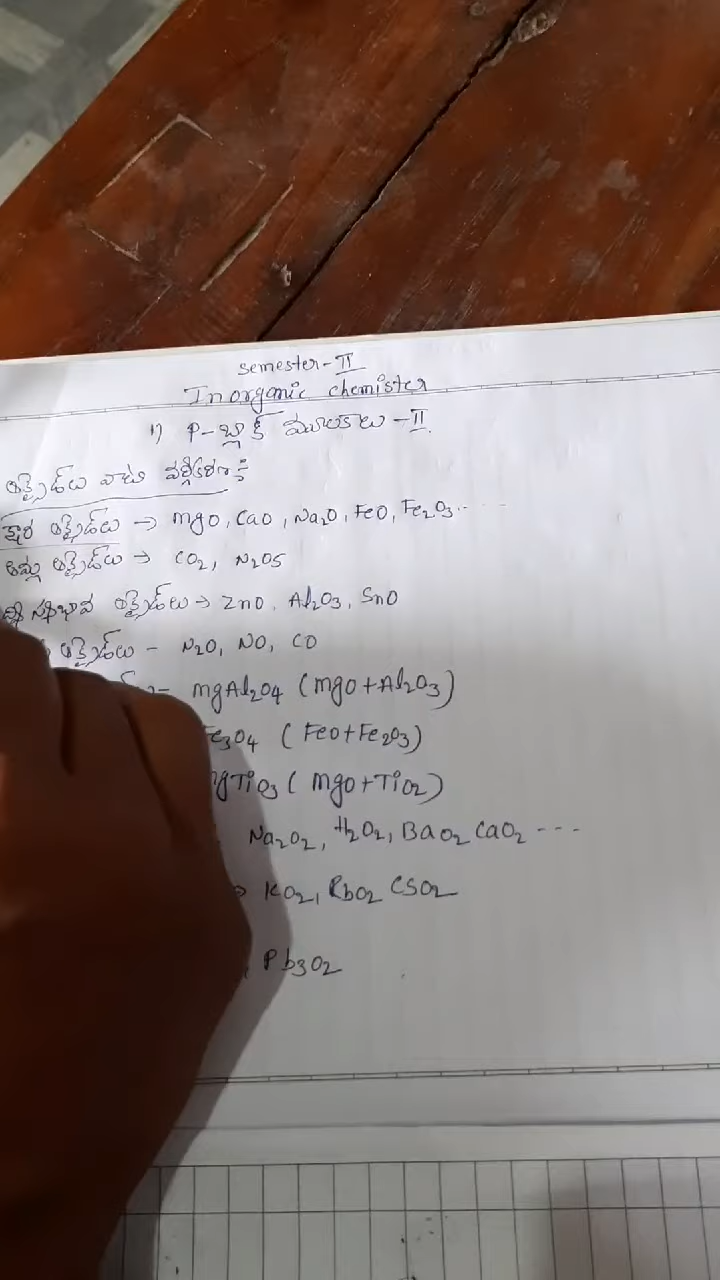 semester-II
Inorganic chemister
1) P-బ్లాక్ మూలకాలు -II
ఆక్సైడ్‌లు వాటి వర్గీకరణ
క్షార ఆక్సైడ్‌లు → mgO, CaO, Na₂O, FeO, Fe₂O₃.....
ఆమ్ల ఆక్సైడ్‌లు → CO₂, N₂O5
ద్వి స్వభావ ఆక్సైడ్‌లు → ZnO, Al₂O₃, SnO
ఆక్సైడ్‌లు - N₂O, NO, CO
- mgAl₂O₄ (mgO+Al₂O₃)
Fe₃O₄ (FeO+Fe₂O₃)
mgTiO₃ ( mgO+TiO₂)
Na₂O₂, H₂O₂, BaO₂ CaO₂ ---
→ KO₂, RbO₂ CSO₂
Pb₃O₂